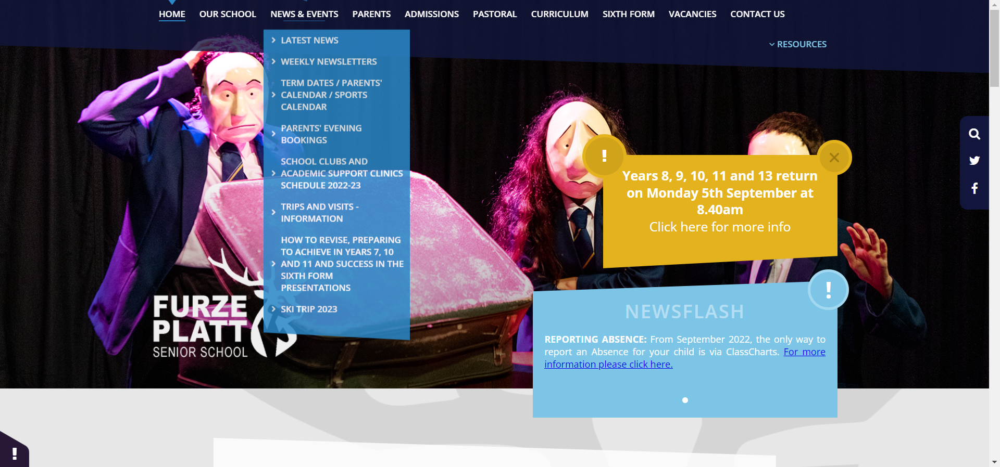 HOME OUR SCHOOL NEWS & EVENTS PARENTS ADMISSIONS PASTORAL CURRICULUM SIXTH FORM VACANCIES CONTACT US
RESOURCES
LATEST NEWS
WEEKLY NEWSLETTERS
TERM DATES / PARENTS'
CALENDAR / SPORTS
CALENDAR
PARENTS' EVENING
BOOKINGS
SCHOOL CLUBS AND
ACADEMIC SUPPORT CLINICS
SCHEDULE 2022-23
TRIPS AND VISITS -
INFORMATION
HOW TO REVISE, PREPARING
TO ACHIEVE IN YEARS 7, 10
AND 11 AND SUCCESS IN THE
SIXTH FORM
PRESENTATIONS
SKI TRIP 2023
FURZE
PLATT
SENIOR SCHOOL
!
Years 8, 9, 10, 11 and 13 return
on Monday 5th September at
8.40am
Click here for more info
!
NEWSFLASH
REPORTING ABSENCE: From September 2022, the only way to
report an Absence for your child is via ClassCharts. For more
information please click here.
!